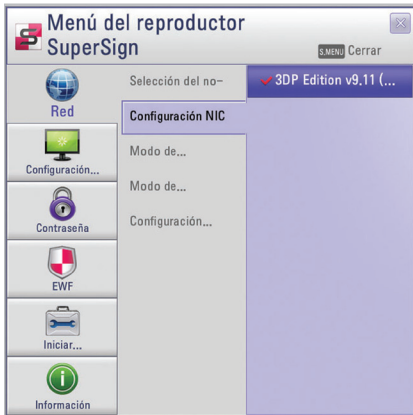 Menú del reproductor
SuperSign
S.MENU Cerrar
Red
Configuración...
Contraseña
EWF
Iniciar...
Información
Selección del no-
Configuración NIC
Modo de...
Modo de...
Configuración...
3DP Edition v9.11 (...